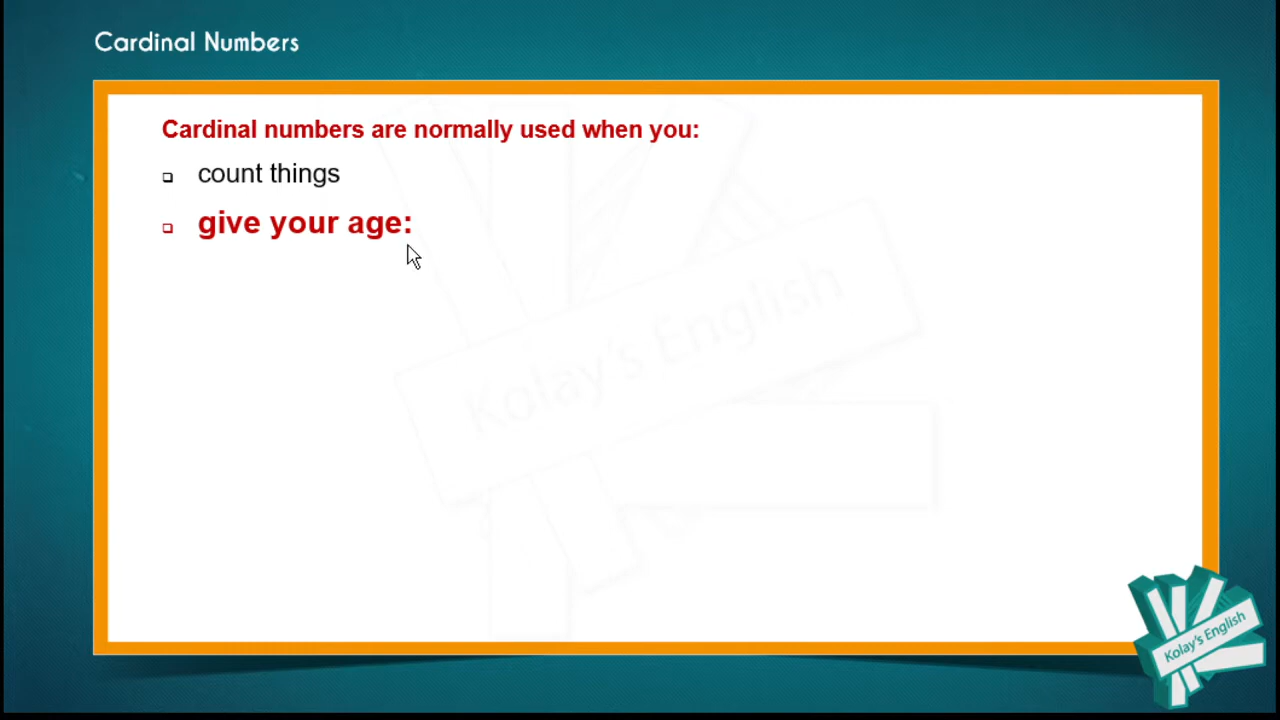 Cardinal Numbers
Cardinal numbers are normally used when you:
count things
give your age:
Kolay's English
Kolay's English